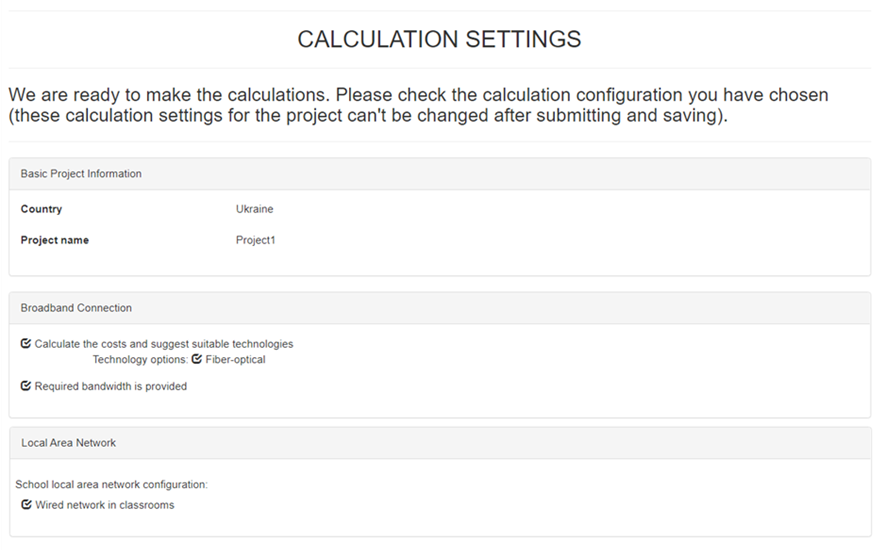 CALCULATION SETTINGS
We are ready to make the calculations. Please check the calculation configuration you have chosen
(these calculation settings for the project can't be changed after submitting and saving).
Basic Project Information
Country Ukraine
Project name Project1
Broadband Connection
Calculate the costs and suggest suitable technologies
Technology options: Fiber-optical
Required bandwidth is provided
Local Area Network
School local area network configuration:
Wired network in classrooms